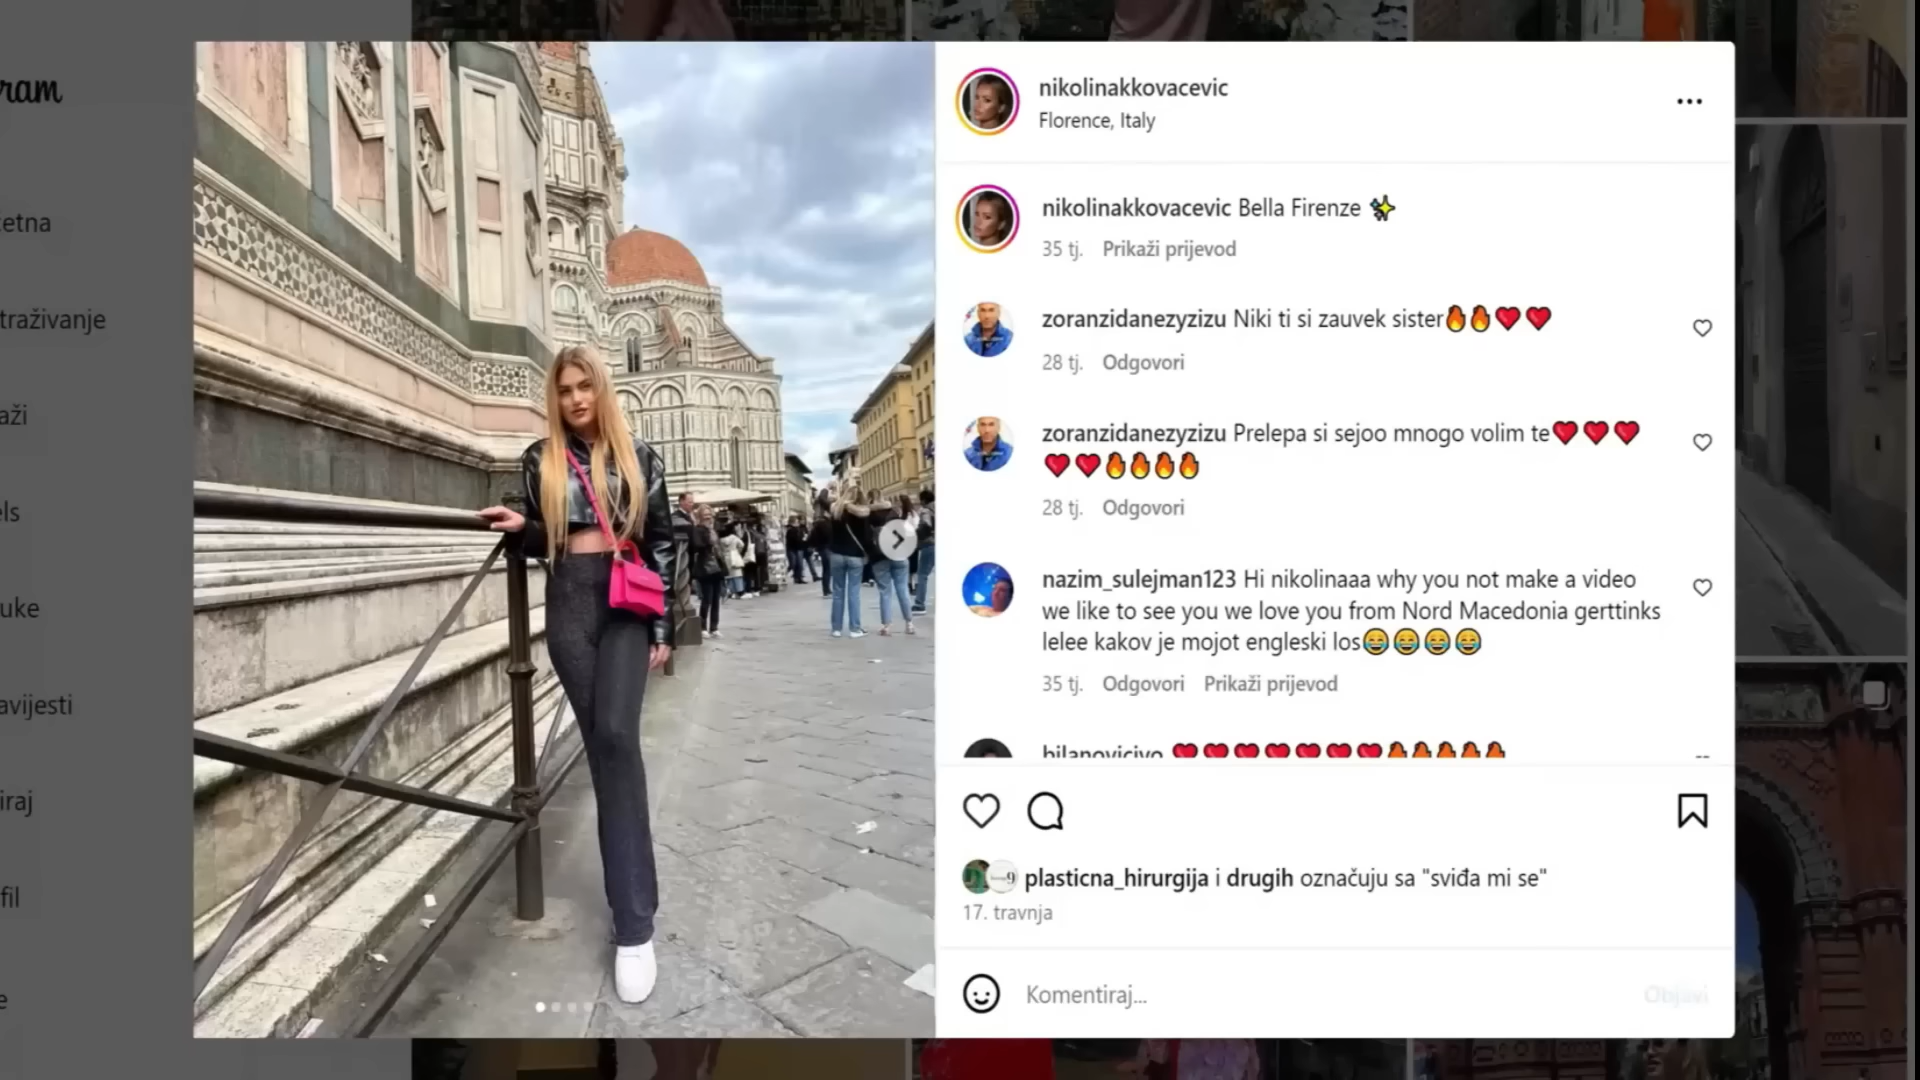 ram
četna
traživanje
aži
els
uke
avijesti
iraj
fil
e
nikolinakkovacevic
Florence, Italy
nikolinakkovacevic Bella Firenze ✨
35 tj. Prikaži prijevod
zoranzidanezyzizu Niki ti si zauvek sister🔥🔥❤️❤️
28 tj. Odgovori
zoranzidanezyzizu Prelepa si sejoo mnogo volim te❤️❤️❤️
❤️❤️🔥🔥🔥🔥
28 tj. Odgovori
nazim_sulejman123 Hi nikolinaaa why you not make a video
we like to see you we love you from Nord Macedonia gerttinks
lelee kakov je mojot engleski los😂😂😂😂
35 tj. Odgovori Prikaži prijevod
bilanovicivo ❤️❤️❤️❤️❤️❤️❤️🔥🔥🔥🔥🔥
plasticna_hirurgija i drugih označuju sa "sviđa mi se"
17. travnja
Komentiraj...
Objavi